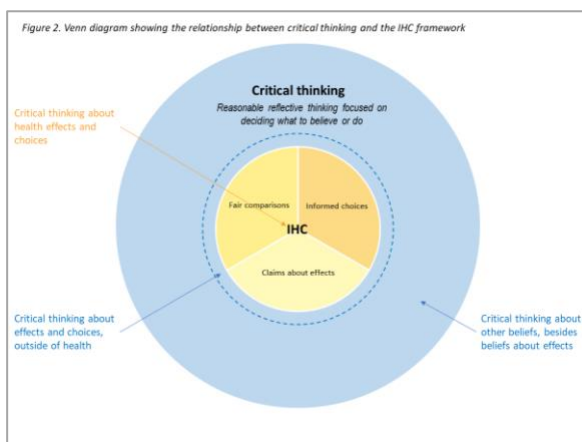 Figure 2. Venn diagram showing the relationship between critical thinking and the IHC framework
Critical thinking
Reasonable reflective thinking focused on
deciding what to believe or do
Critical thinking about
health effects and
choices
Fair comparisons
Informed choices
IHC
Claims about effects
Critical thinking about
effects and choices,
outside of health
Critical thinking about
other beliefs, besides
beliefs about effects